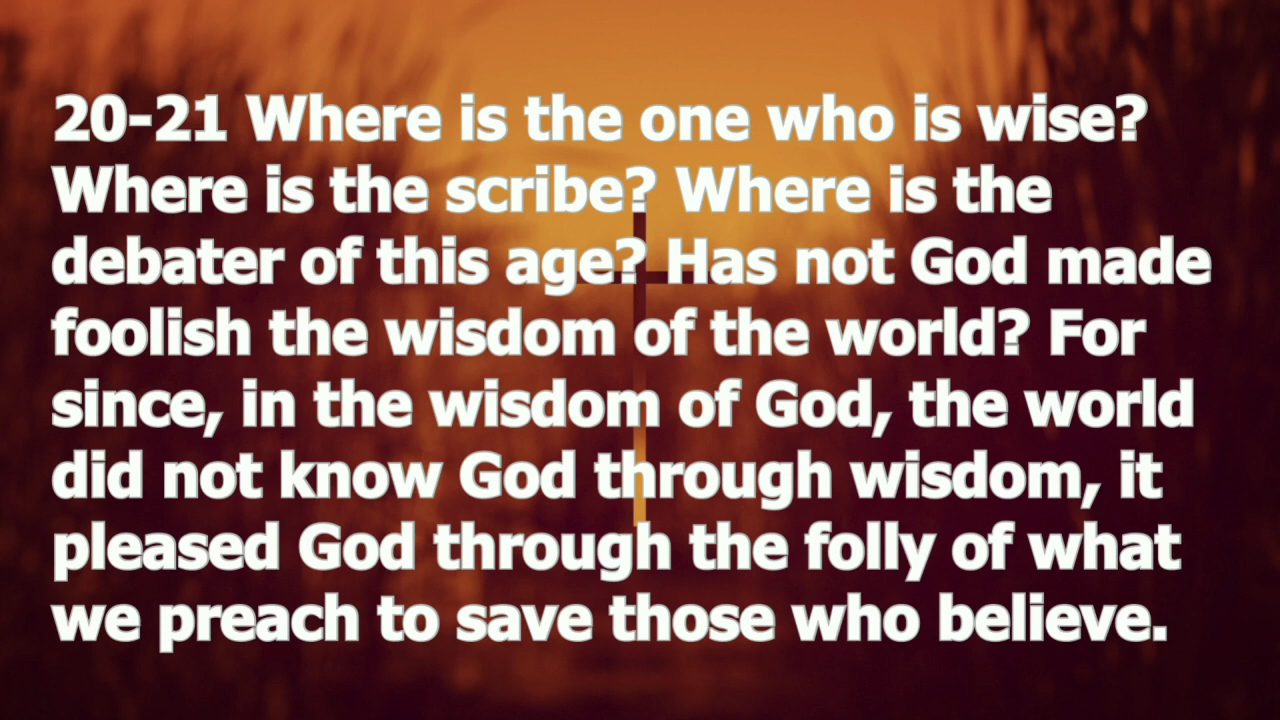 20-21 Where is the one who is wise?
Where is the scribe? Where is the
debater of this age? Has not God made
foolish the wisdom of the world? For
since, in the wisdom of God, the world
did not know God through wisdom, it
pleased God through the folly of what
we preach to save those who believe.